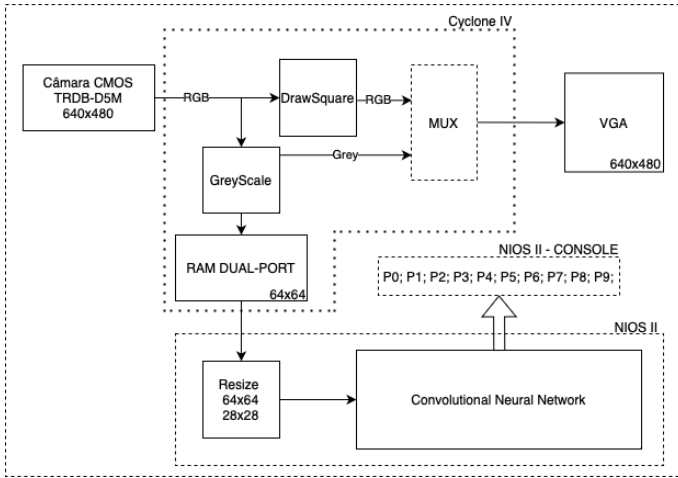 Cyclone IV
Câmara CMOS
TRDB-D5M
640x480
RGB
DrawSquare
RGB
MUX
VGA
640x480
Grey
GreyScale
RAM DUAL-PORT
64x64
NIOS II - CONSOLE
P0; P1; P2; P3; P4; P5; P6; P7; P8; P9;
NIOS II
Resize
64x64
28x28
Convolutional Neural Network